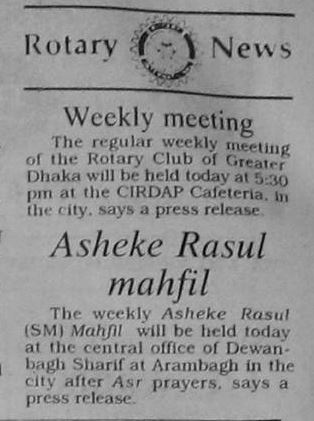 Rotary News
Weekly meeting
The regular weekly meeting
of the Rotary Club of Greater
Dhaka will be held today at 5:30
pm at the CIRDAP Cafeteria, in
the city, says a press release.
Asheke Rasul
mahfil
The weekly Asheke Rasul
(SM) Mahfil will be held today
at the central office of Dewan-
bagh Sharif at Arambagh in the
city after Asr prayers, says a
press release.